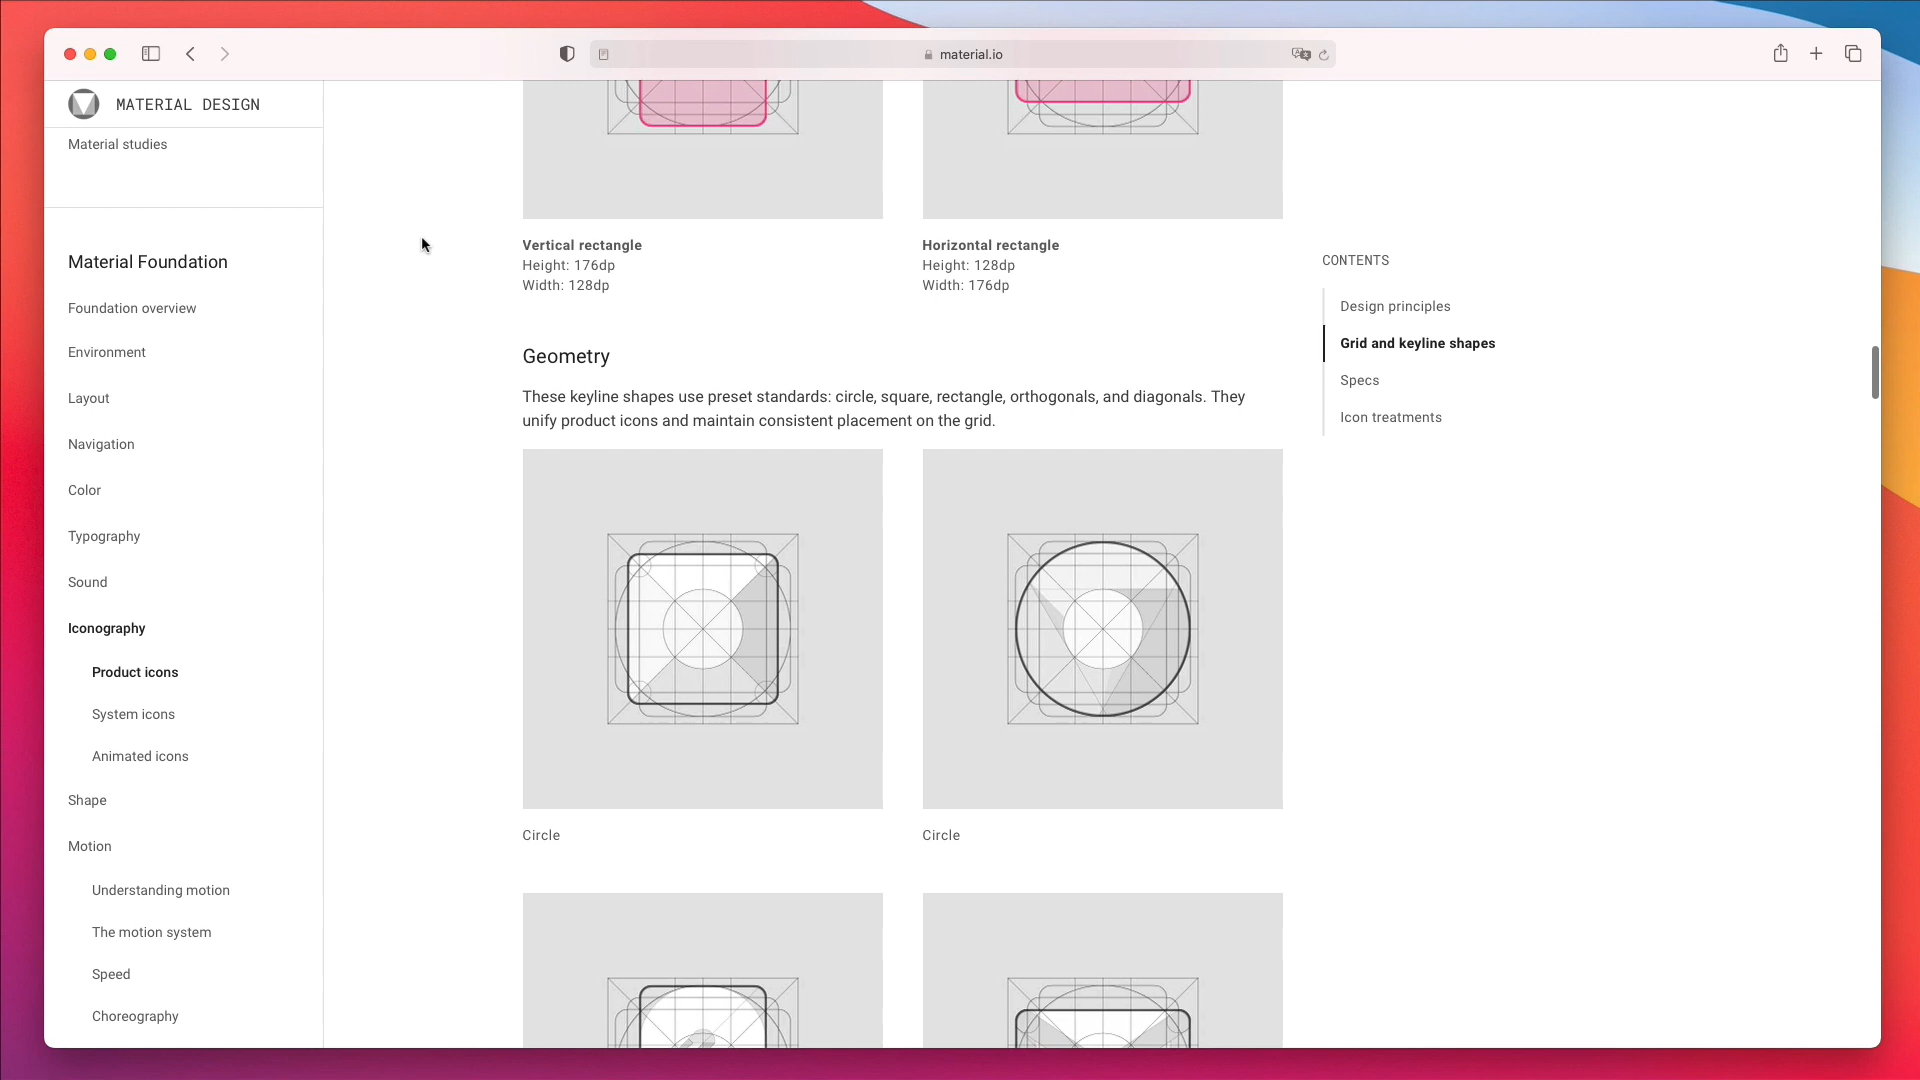 material.io
MATERIAL DESIGN
Material studies
Material Foundation
Foundation overview
Environment
Layout
Navigation
Color
Typography
Sound
Iconography
Product icons
System icons
Animated icons
Shape
Motion
Understanding motion
The motion system
Speed
Choreography
Vertical rectangle
Height: 176dp
Width: 128dp
Horizontal rectangle
Height: 128dp
Width: 176dp
Geometry
These keyline shapes use preset standards: circle, square, rectangle, orthogonals, and diagonals. They
unify product icons and maintain consistent placement on the grid.
Circle
Circle
CONTENTS
Design principles
Grid and keyline shapes
Specs
Icon treatments